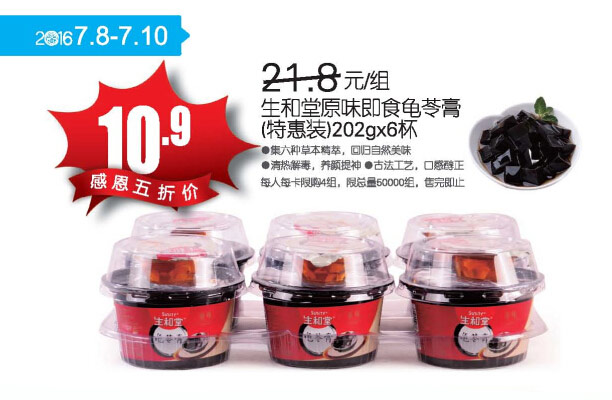 2016 7.8-7.10
21.8 元/组
生和堂原味即食龟苓膏
(特惠装)202gx6杯
●集六种草本精萃，回归自然美味
●清热解毒，养颜提神 ●古法工艺，口感醇正
每人每卡限购4组，限总量50000组，售完即止
10.9
感恩五折价
Sunity
生和堂
龟苓膏
Sunity
生和堂
龟苓膏
Sunity
生和堂
龟苓膏